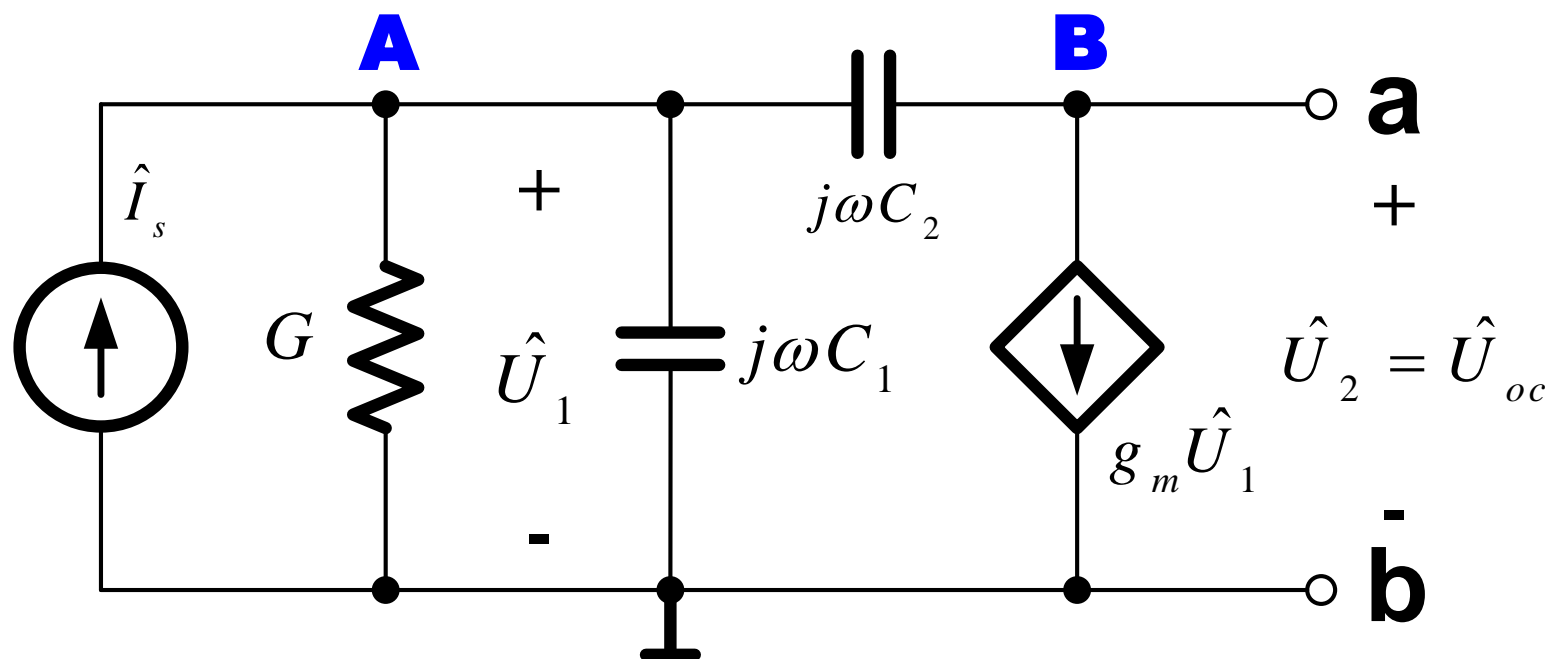 A
B
a
Î_s
+
jωC_2
+
G
Û_1
jωC_1
Û_2 = Û_oc
g_m Û_1
-
-
b